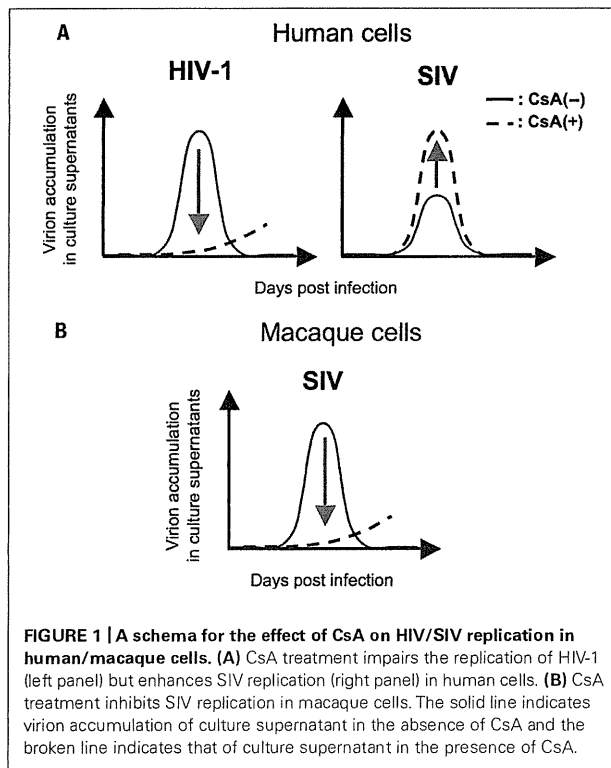 A
Human cells
HIV-1
SIV
— : CsA(–)
- - : CsA(+)
Virion accumulation
in culture supernatants
Days post infection
B
Macaque cells
SIV
Virion accumulation
in culture supernatants
Days post infection
FIGURE 1 | A schema for the effect of CsA on HIV/SIV replication in
human/macaque cells. (A) CsA treatment impairs the replication of HIV-1
(left panel) but enhances SIV replication (right panel) in human cells. (B) CsA
treatment inhibits SIV replication in macaque cells. The solid line indicates
virion accumulation of culture supernatant in the absence of CsA and the
broken line indicates that of culture supernatant in the presence of CsA.